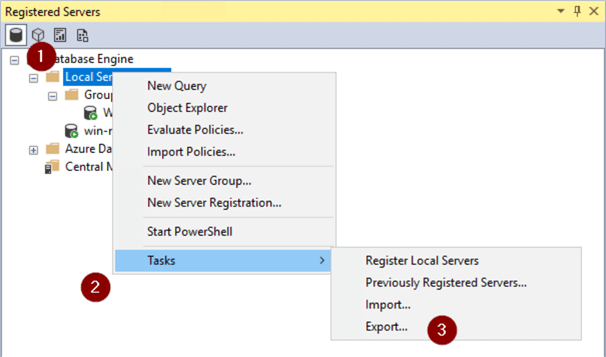 Registered Servers
1
atabase Engine
Local Ser
Group
W
win-r
Azure Da
Central M
New Query
Object Explorer
Evaluate Policies...
Import Policies...
New Server Group...
New Server Registration...
Start PowerShell
Tasks
2
Register Local Servers
Previously Registered Servers...
Import...
Export...
3